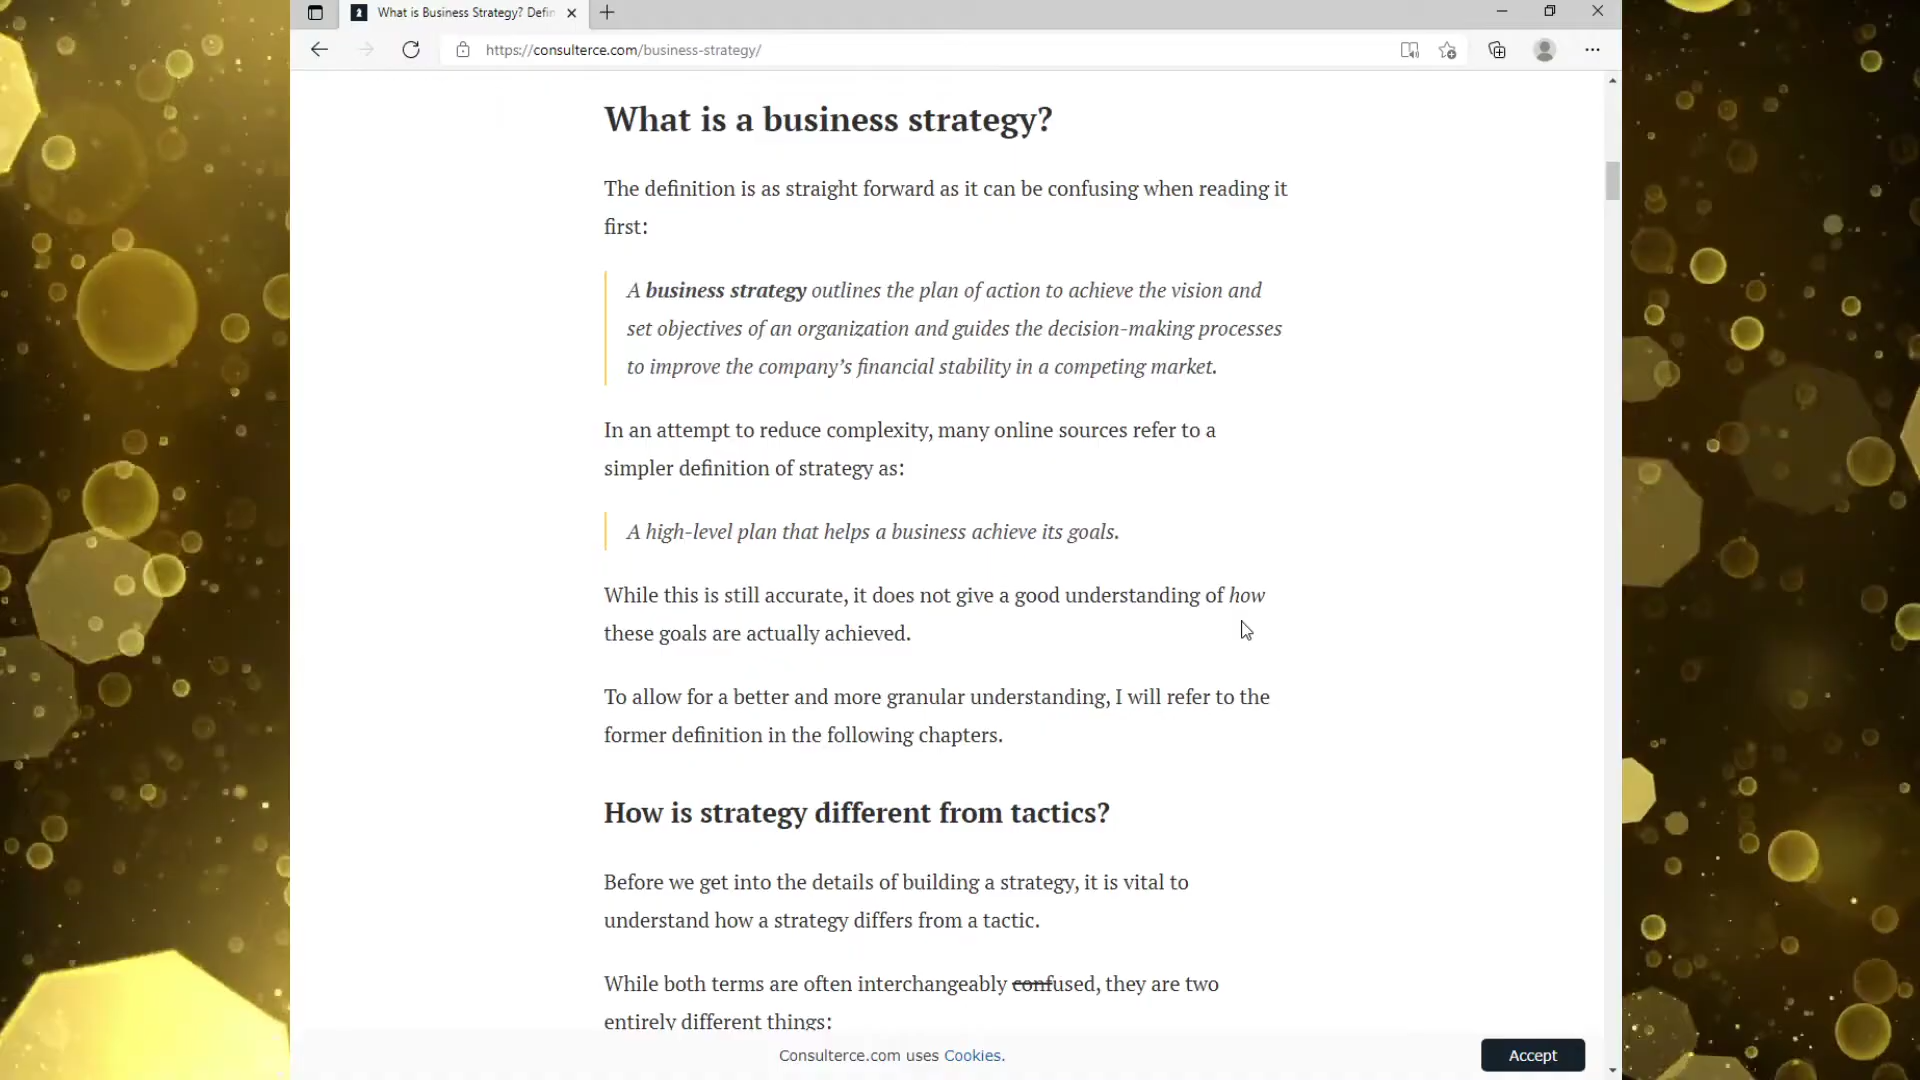 What is Business Strategy? Defin
https://consulterce.com/business-strategy/
What is a business strategy?
The definition is as straight forward as it can be confusing when reading it
first:
A business strategy outlines the plan of action to achieve the vision and
set objectives of an organization and guides the decision-making processes
to improve the company’s financial stability in a competing market.
In an attempt to reduce complexity, many online sources refer to a
simpler definition of strategy as:
A high-level plan that helps a business achieve its goals.
While this is still accurate, it does not give a good understanding of how
these goals are actually achieved.
To allow for a better and more granular understanding, I will refer to the
former definition in the following chapters.
How is strategy different from tactics?
Before we get into the details of building a strategy, it is vital to
understand how a strategy differs from a tactic.
While both terms are often interchangeably confused, they are two
entirely different things:
Consulterce.com uses Cookies.
Accept